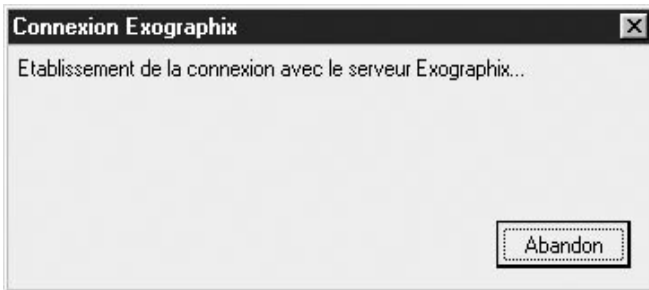 Connexion Exographix
Etablissement de la connexion avec le serveur Exographix...
Abandon